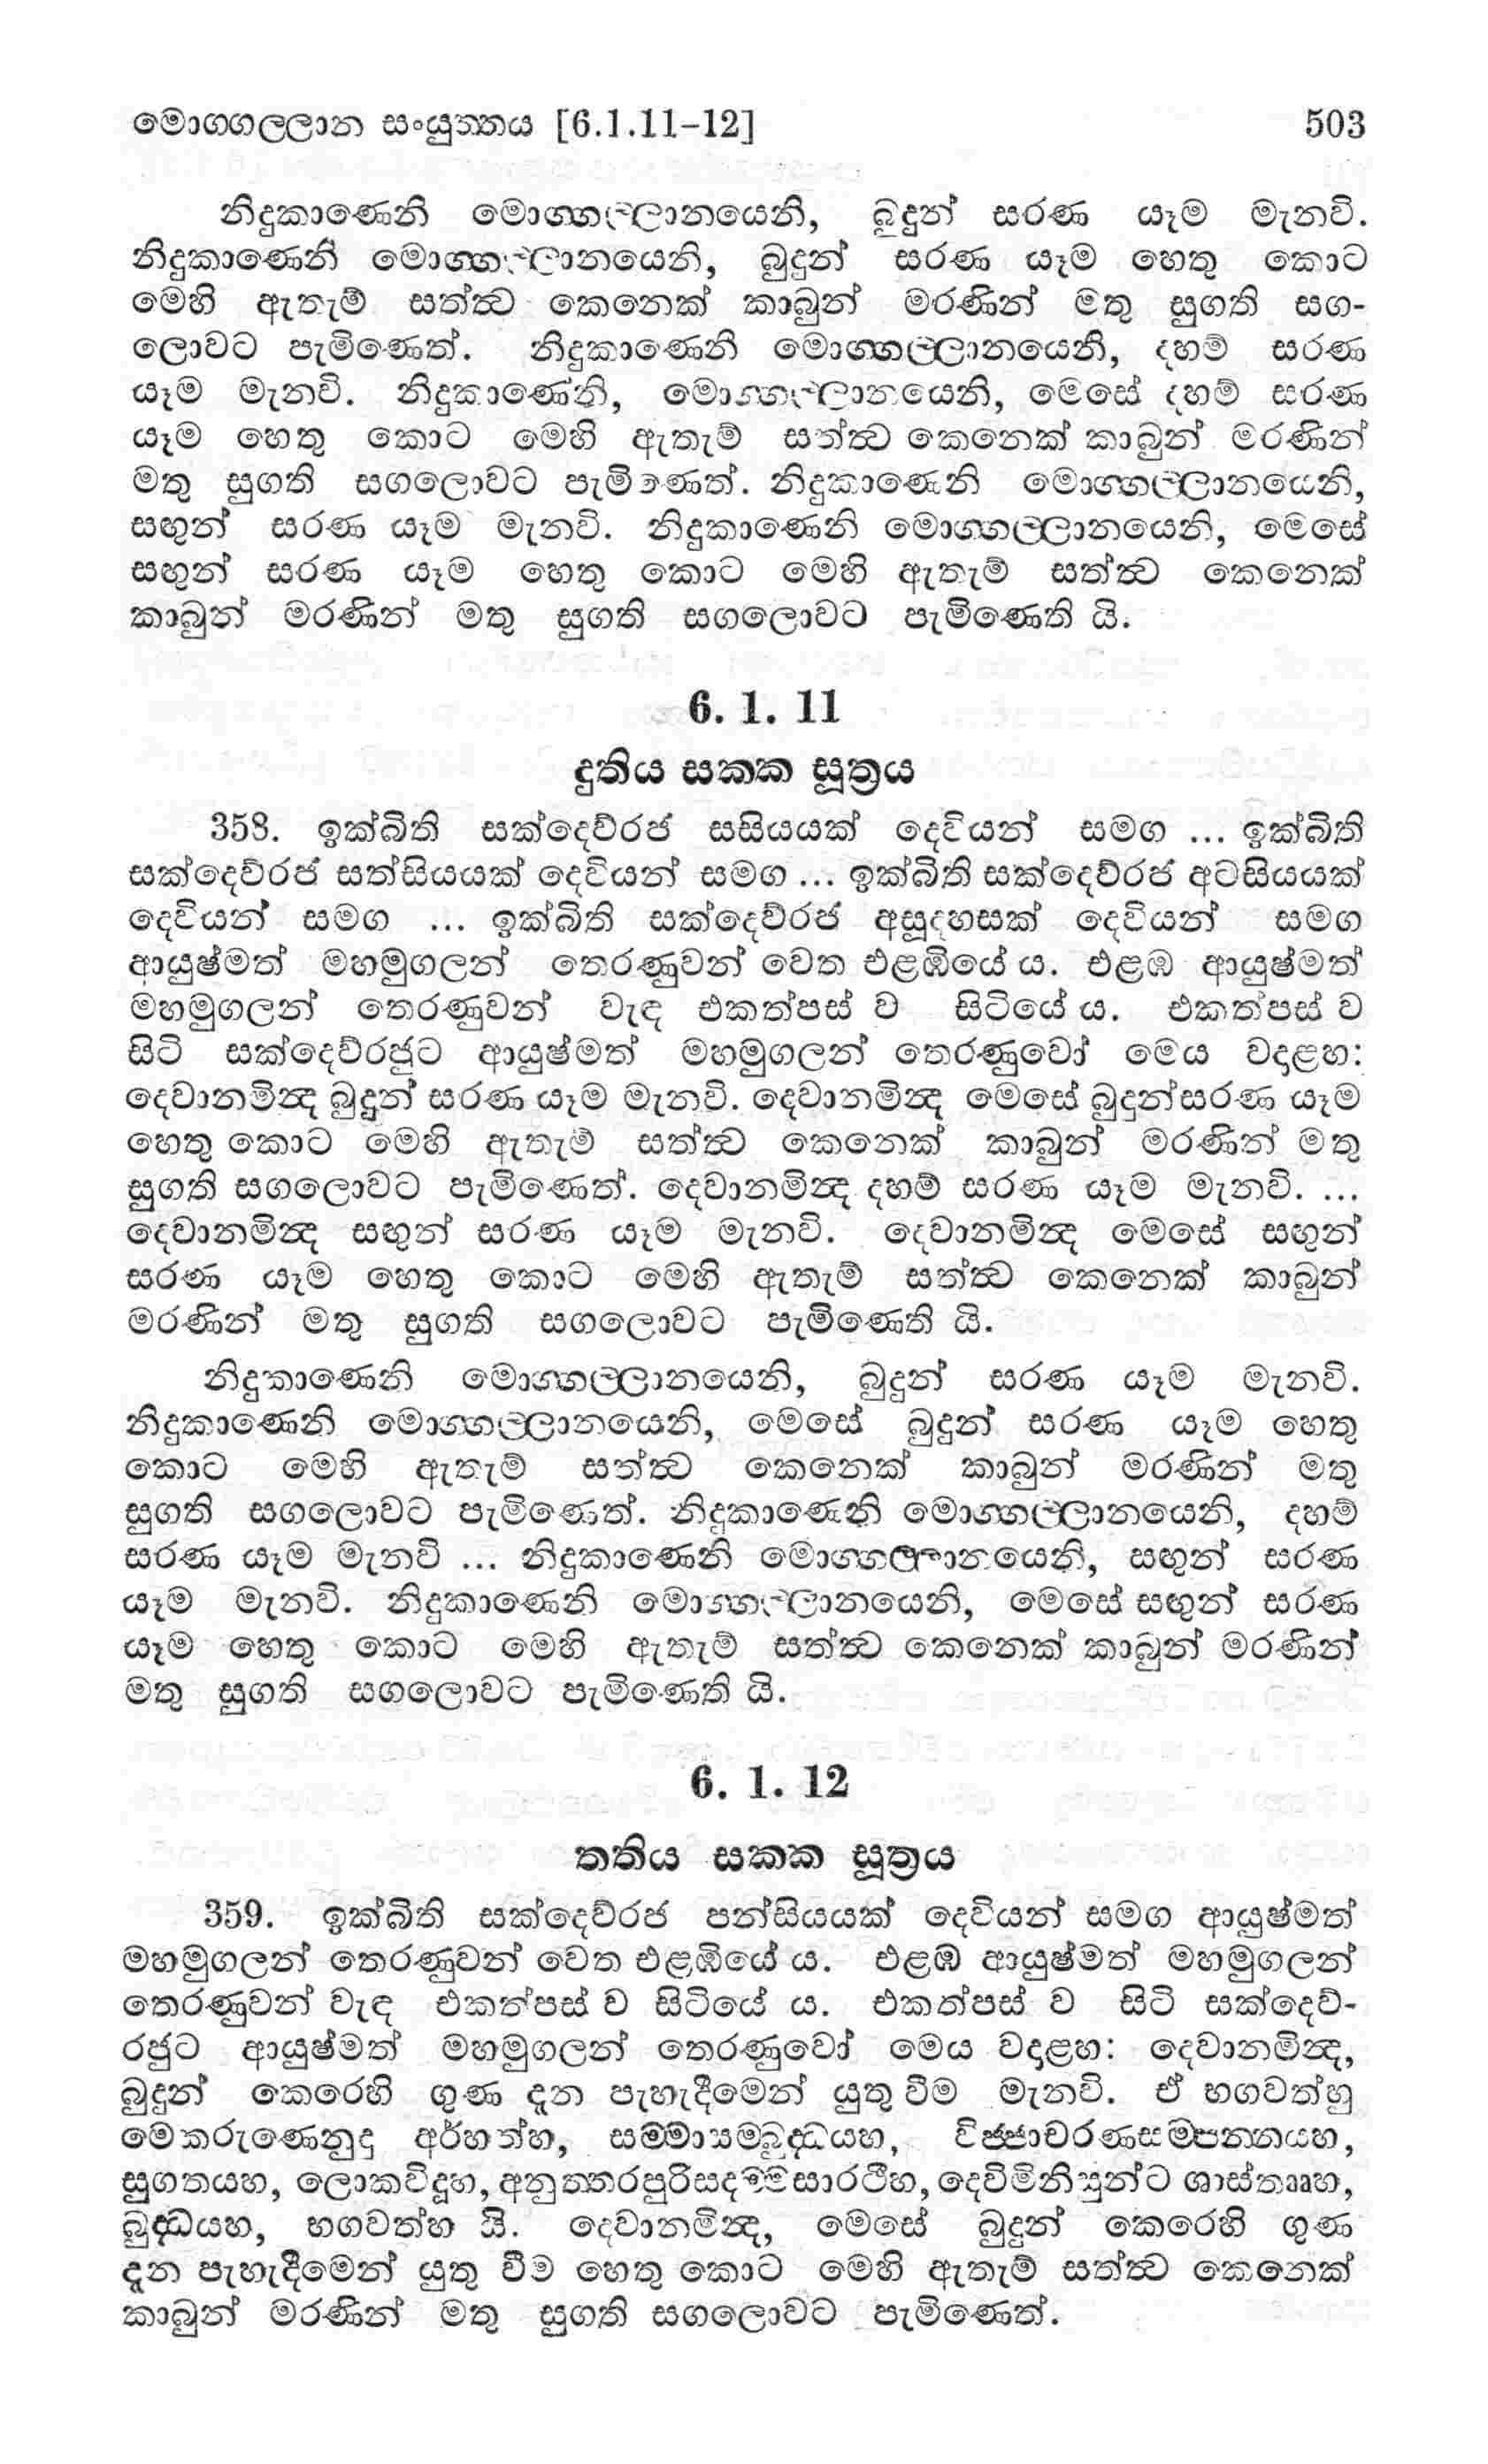 මොග‍්ගල‍්ලාන සංයුත‍්තය [6.1.11–12] 503
නිදුකාණෙනි මොග‍්ගල‍්ලානයෙනි, බුදුන් සරණ යෑම මැනවි.
නිදුකාණෙනි මොග‍්ගල‍්ලානයෙනි, බුදුන් සරණ යෑම හෙතු කොට
මෙහි ඇතැම් සත්ත්‍ව කෙනෙක් කාබුන් මරණින් මතු සුගති සග-
ලොවට පැමිණෙත්. නිදුකාණෙනි මොග‍්ගල‍්ලානයෙනි, දහම් සරණ
යෑම මැනවි. නිදුකාණෙනි, මොග‍්ගල‍්ලානයෙනි, මෙසේ දහම් සරණ
යෑම හෙතු කොට මෙහි ඇතැම් සත්ත්‍ව කෙනෙක් කාබුන් මරණින්
මතු සුගති සගලොවට පැමිණෙත්. නිදුකාණෙනි මොග‍්ගල‍්ලානයෙනි,
සඟුන් සරණ යෑම මැනවි. නිදුකාණෙනි මොග‍්ගල‍්ලානයෙනි, මෙසේ
සඟුන් සරණ යෑම හෙතු කොට මෙහි ඇතැම් සත්ත්‍ව කෙනෙක්
කාබුන් මරණින් මතු සුගති සගලොවට පැමිණෙති යි.
6. 1. 11
දුතිය සක‍්ක සූත්‍රය
358. ඉක්බිති සක්දෙව්රජ සසියයක් දෙවියන් සමග ... ඉක්බිති
සක්දෙව්රජ සත්සියයක් දෙවියන් සමග ... ඉක්බිති සක්දෙව්රජ අටසියයක්
දෙවියන් සමග ... ඉක්බිති සක්දෙව්රජ අසූදහසක් දෙවියන් සමග
ආයුෂ්මත් මහමුගලන් තෙරණුවන් වෙත එළඹියේ ය. එළඹ ආයුෂ්මත්
මහමුගලන් තෙරණුවන් වැඳ එකත්පස් ව සිටියේ ය. එකත්පස් ව
සිටි සක්දෙව්රජුට ආයුෂ්මත් මහමුගලන් තෙරණුවෝ මෙය වදාළහ:
දෙවානමින්‍ද බුදුන් සරණ යෑම මැනවි. දෙවානමින්‍ද මෙසේ බුදුන්සරණ යෑම
හෙතු කොට මෙහි ඇතැම් සත්ත්‍ව කෙනෙක් කාබුන් මරණින් මතු
සුගති සගලොවට පැමිණෙත්. දෙවානමින්‍ද දහම් සරණ යෑම මැනවි. ...
දෙවානමින්‍ද සඟුන් සරණ යෑම මැනවි. දෙවානමින්‍ද මෙසේ සඟුන්
සරණ යෑම හෙතු කොට මෙහි ඇතැම් සත්ත්‍ව කෙනෙක් කාබුන්
මරණින් මතු සුගති සගලොවට පැමිණෙති යි.
නිදුකාණෙනි මොග‍්ගල‍්ලානයෙනි, බුදුන් සරණ යෑම මැනවි.
නිදුකාණෙනි මොග‍්ගල‍්ලානයෙනි, මෙසේ බුදුන් සරණ යෑම හෙතු
කොට මෙහි ඇතැම් සත්ත්‍ව කෙනෙක් කාබුන් මරණින් මතු
සුගති සගලොවට පැමිණෙත්. නිදුකාණෙනි මොග‍්ගල‍්ලානයෙනි, දහම්
සරණ යෑම මැනවි ... නිදුකාණෙනි මොග‍්ගල‍්ලානයෙනි, සඟුන් සරණ
යෑම මැනවි. නිදුකාණෙනි මොග‍්ගල‍්ලානයෙනි, මෙසේ සඟුන් සරණ
යෑම හෙතු කොට මෙහි ඇතැම් සත්ත්‍ව කෙනෙක් කාබුන් මරණින්
මතු සුගති සගලොවට පැමිණෙති යි.
6. 1. 12
තතිය සක‍්ක සූත්‍රය
359. ඉක්බිති සක්දෙව්රජ පන්සියයක් දෙවියන් සමග ආයුෂ්මත්
මහමුගලන් තෙරණුවන් වෙත එළඹියේ ය. එළඹ ආයුෂ්මත් මහමුගලන්
තෙරණුවන් වැඳ එකත්පස් ව සිටියේ ය. එකත්පස් ව සිටි සක්දෙව්-
රජුට ආයුෂ්මත් මහමුගලන් තෙරණුවෝ මෙය වදාළහ: දෙවානමින්‍ද,
බුදුන් කෙරෙහි ගුණ දැන පැහැදීමෙන් යුතු වීම මැනවි. ඒ භගවත්හු
මෙකරුණෙනුදු අර්හත්හ, සම‍්මාසම‍්බුද‍්ධයහ, විජ‍්ජාචරණසම‍්පන‍්නයහ,
සුගතයහ, ලොකවිදූහ, අනුත‍්තරපුරිසදම‍්මසාරථීහ, දෙවිමිනිසුන්ට ශාස්තෲහ,
බුද‍්ධයහ, භගවත්හ යි. දෙවානමින්‍ද, මෙසේ බුදුන් කෙරෙහි ගුණ
දැන පැහැදීමෙන් යුතු වීම හෙතු කොට මෙහි ඇතැම් සත්ත්‍ව කෙනෙක්
කාබුන් මරණින් මතු සුගති සගලොවට පැමිණෙත්.